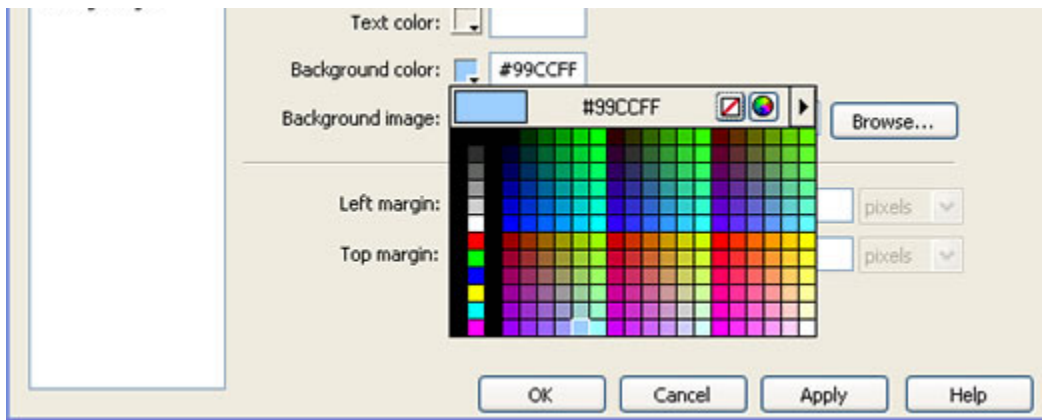 Text color:
Background color: #99CCFF
#99CCFF
Background image: Browse...
Left margin: pixels
Top margin: pixels
OK Cancel Apply Help